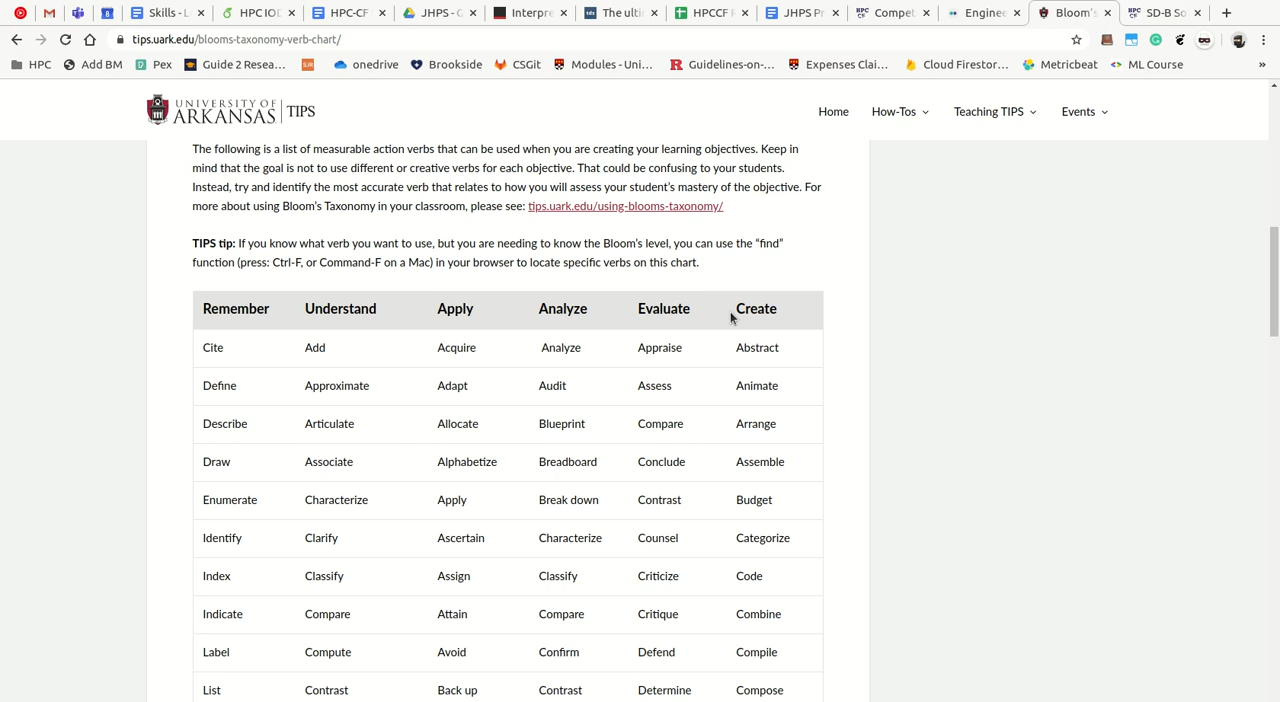 Skills - L
HPC IOD
HPC-CF
JHPS - G
Interpre
The ulti
HPCCF F
JHPS Pr
Compet
Enginee
Bloom's
SD-B So
tips.uark.edu/blooms-taxonomy-verb-chart/
HPC
Add BM
Pex
Guide 2 Resea...
SJR
onedrive
Brookside
CSGit
Modules - Uni...
Guidelines-on-...
Expenses Clai...
Cloud Firestor...
Metricbeat
ML Course
»
UNIVERSITY OF
ARKANSAS
TIPS
Home
How-Tos
Teaching TIPS
Events
The following is a list of measurable action verbs that can be used when you are creating your learning objectives. Keep in
mind that the goal is not to use different or creative verbs for each objective. That could be confusing to your students.
Instead, try and identify the most accurate verb that relates to how you will assess your student's mastery of the objective. For
more about using Bloom's Taxonomy in your classroom, please see: tips.uark.edu/using-blooms-taxonomy/
TIPS tip: If you know what verb you want to use, but you are needing to know the Bloom's level, you can use the “find”
function (press: Ctrl-F, or Command-F on a Mac) in your browser to locate specific verbs on this chart.
Remember Understand Apply Analyze Evaluate Create
Cite Add Acquire Analyze Appraise Abstract
Define Approximate Adapt Audit Assess Animate
Describe Articulate Allocate Blueprint Compare Arrange
Draw Associate Alphabetize Breadboard Conclude Assemble
Enumerate Characterize Apply Break down Contrast Budget
Identify Clarify Ascertain Characterize Counsel Categorize
Index Classify Assign Classify Criticize Code
Indicate Compare Attain Compare Critique Combine
Label Compute Avoid Confirm Defend Compile
List Contrast Back up Contrast Determine Compose